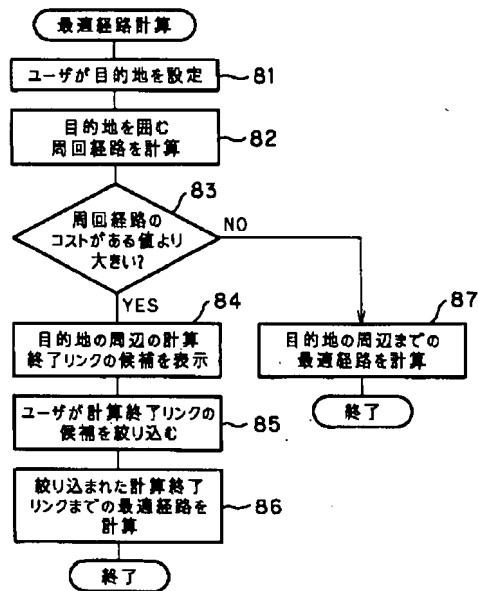 最適経路計算
ユーザが目的地を設定
81
目的地を囲む
周回経路を計算
82
83
周回経路の
コストがある値より
大きい?
NO
YES
84
目的地の周辺の計算
終了リンクの候補を表示
87
目的地の周辺までの
最適経路を計算
終了
ユーザが計算終了リンクの
候補を絞り込む
85
絞り込まれた計算終了
リンクまでの最適経路を
計算
86
終了